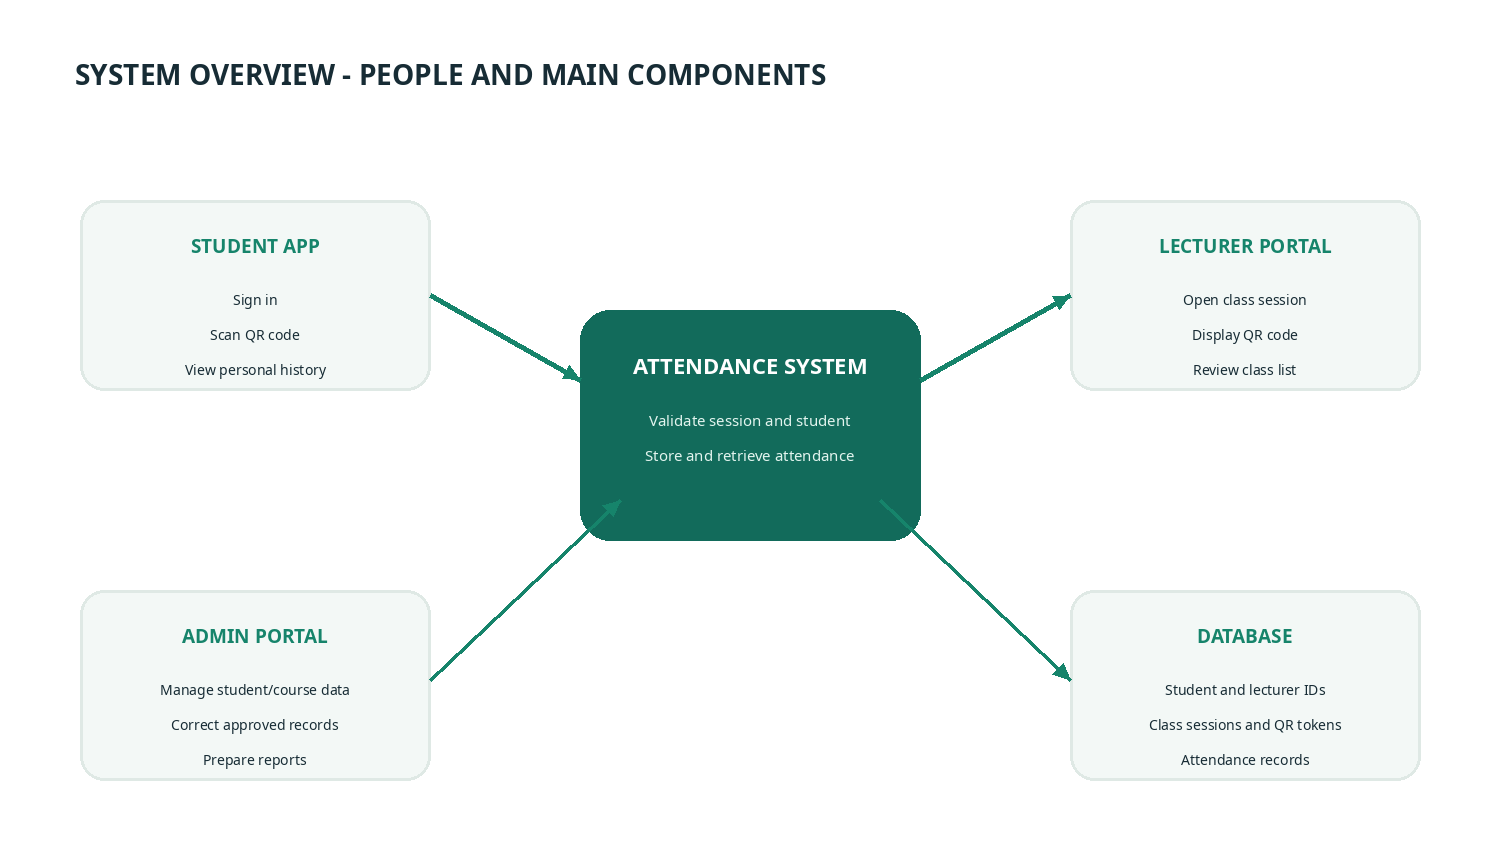 SYSTEM OVERVIEW - PEOPLE AND MAIN COMPONENTS
STUDENT APP
Sign in
Scan QR code
View personal history
LECTURER PORTAL
Open class session
Display QR code
Review class list
ATTENDANCE SYSTEM
Validate session and student
Store and retrieve attendance
ADMIN PORTAL
Manage student/course data
Correct approved records
Prepare reports
DATABASE
Student and lecturer IDs
Class sessions and QR tokens
Attendance records